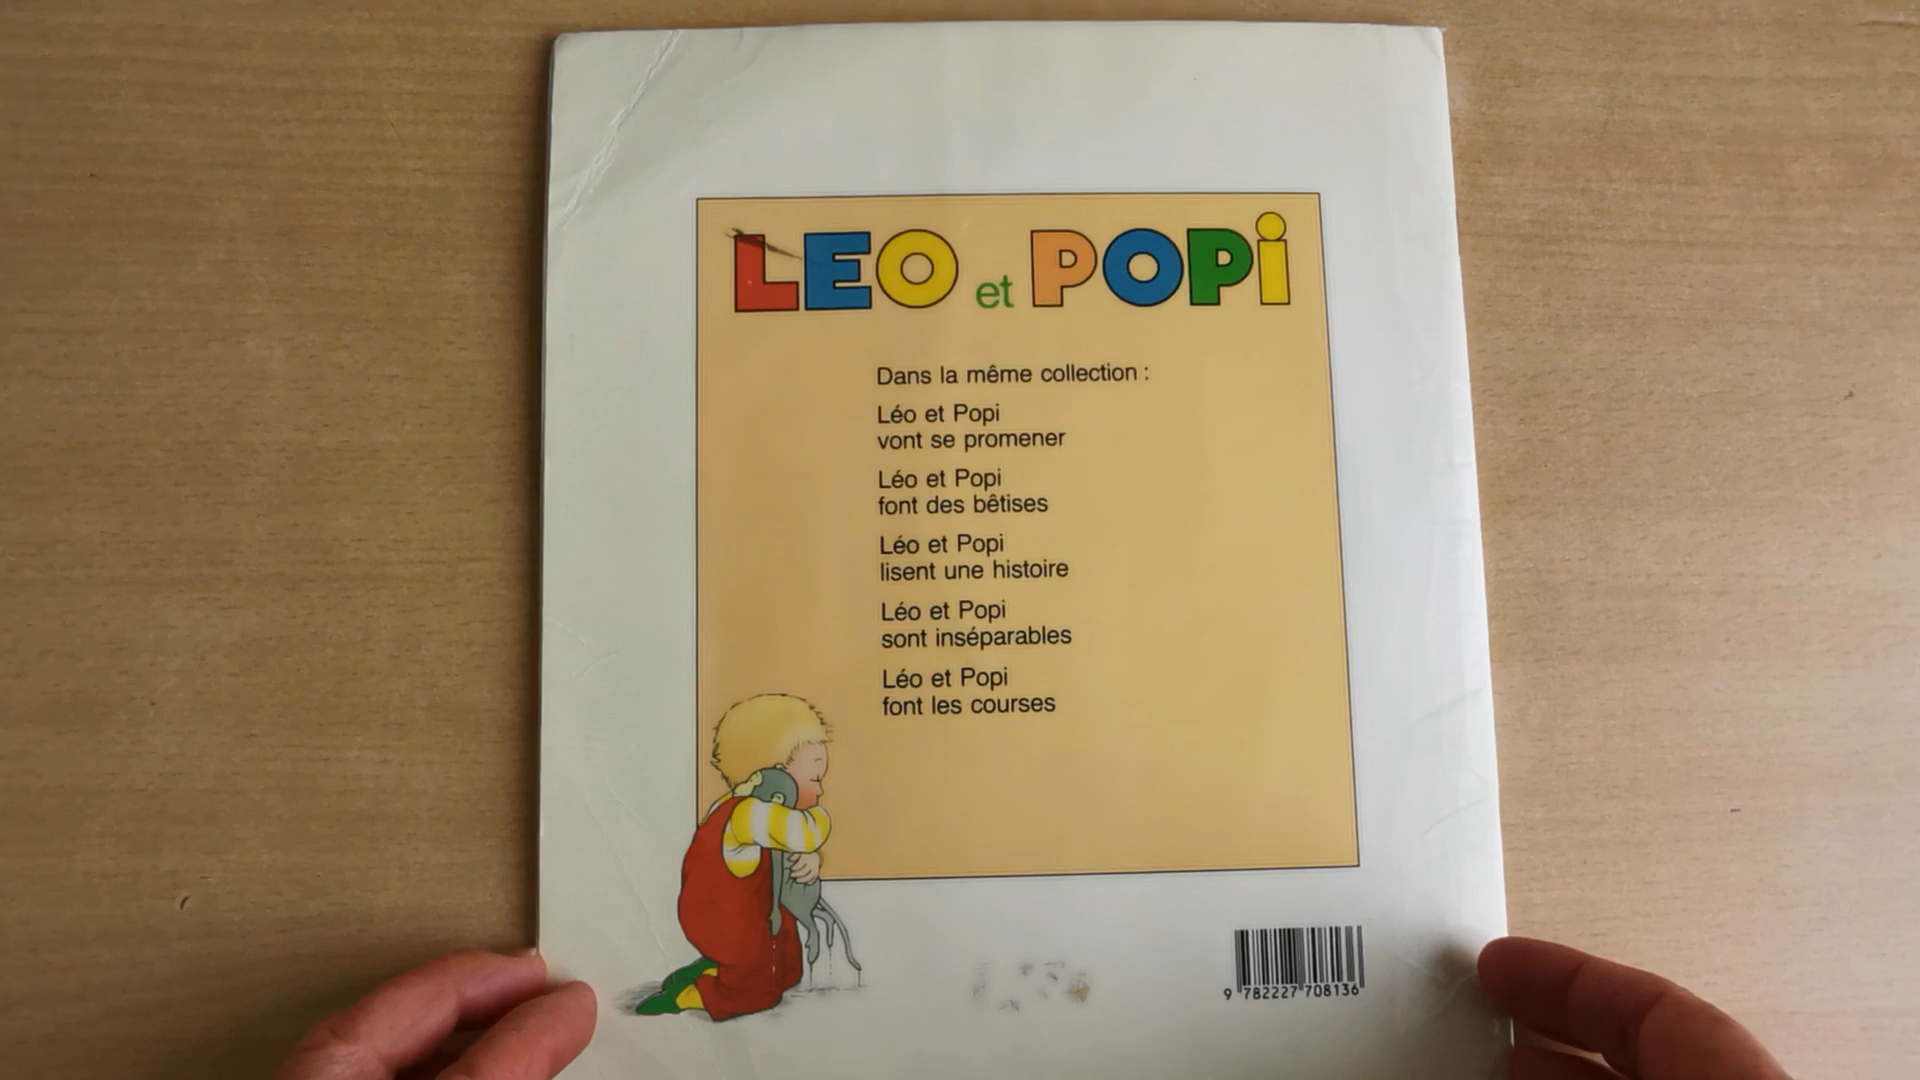 LEO et POPi
Dans la même collection :
Léo et Popi
vont se promener
Léo et Popi
font des bêtises
Léo et Popi
lisent une histoire
Léo et Popi
sont inséparables
Léo et Popi
font les courses
9 782227 708136